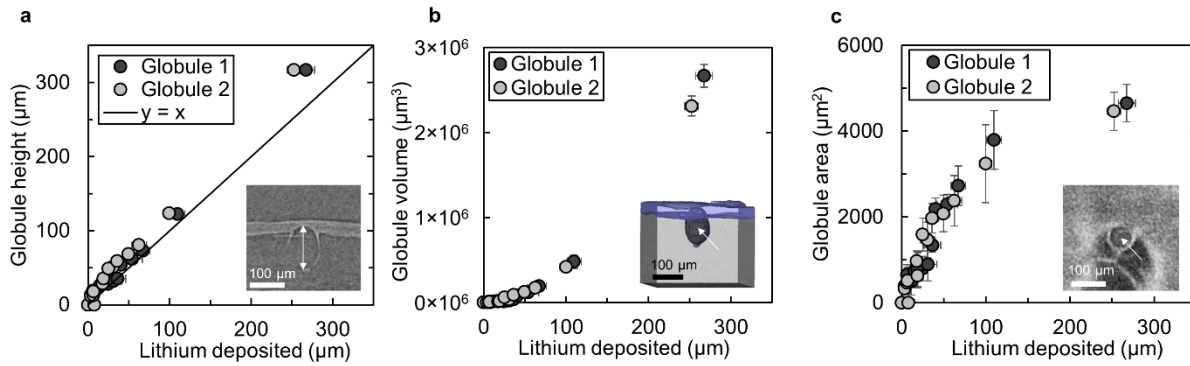 a
Globule height (µm)
300
200
100
0
Globule 1
Globule 2
y = x
100 µm
0
100
200
300
Lithium deposited (µm)
b
Globule volume (µm³)
3×10⁶
2×10⁶
1×10⁶
0×10⁶
Globule 1
Globule 2
100 µm
0
100
200
300
Lithium deposited (µm)
c
Globule area (µm²)
6000
4000
2000
0
Globule 1
Globule 2
100 µm
0
100
200
300
Lithium deposited (µm)